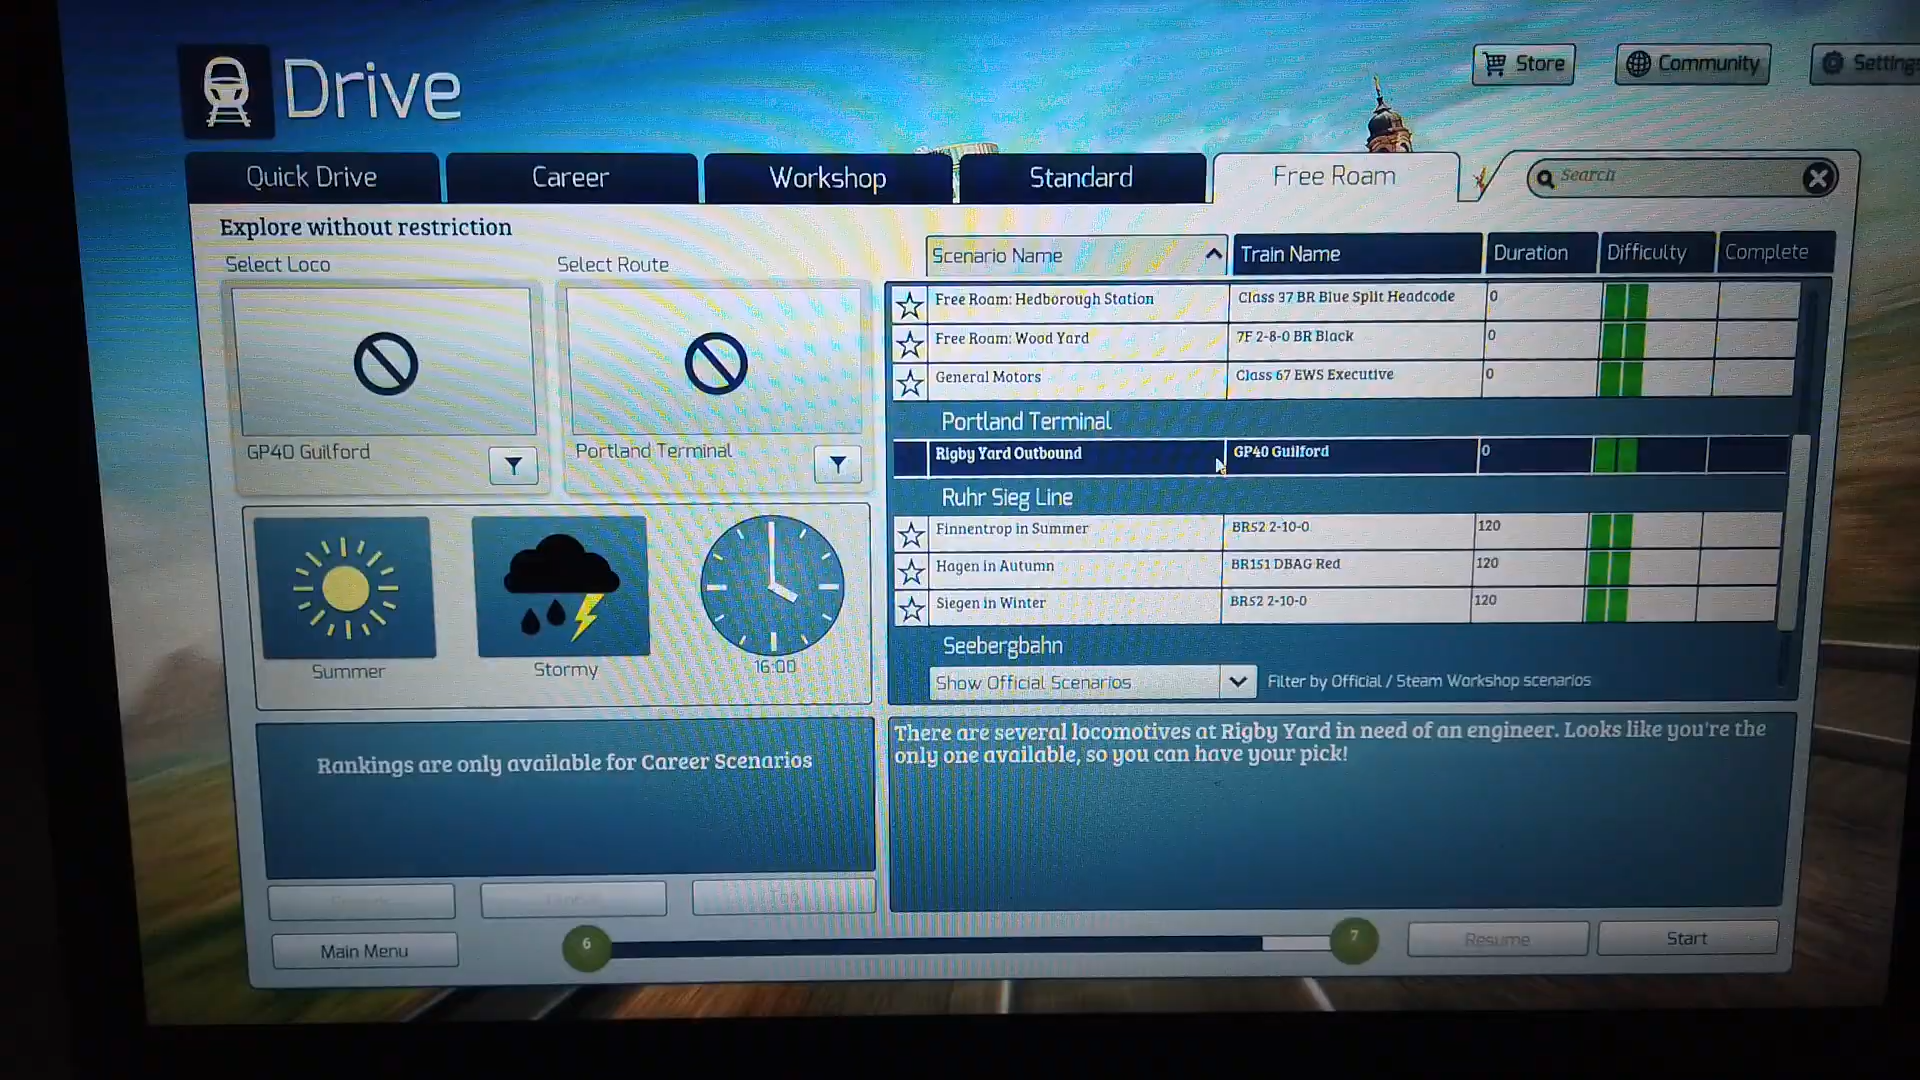 Drive
Store
Community
Settings
Quick Drive
Career
Workshop
Standard
Free Roam
Search
Explore without restriction
Select Loco
Select Route
GP40 Guilford
Portland Terminal
Summer
Stormy
16:00
Scenario Name
Train Name
Duration
Difficulty
Complete
Free Roam: Hedborough Station
Class 37 BR Blue Split Headcode
0
Free Roam: Wood Yard
7F 2-8-0 BR Black
0
General Motors
Class 67 EWS Executive
0
Portland Terminal
Rigby Yard Outbound
GP40 Guilford
0
Ruhr Sieg Line
Finnentrop in Summer
BR52 2-10-0
120
Hagen in Autumn
BR151 DBAG Red
120
Siegen in Winter
BR52 2-10-0
120
Seebergbahn
Show Official Scenarios
Filter by Official / Steam Workshop scenarios
Rankings are only available for Career Scenarios
There are several locomotives at Rigby Yard in need of an engineer. Looks like you're the
only one available, so you can have your pick!
Top
Main Menu
6
7
Resume
Start